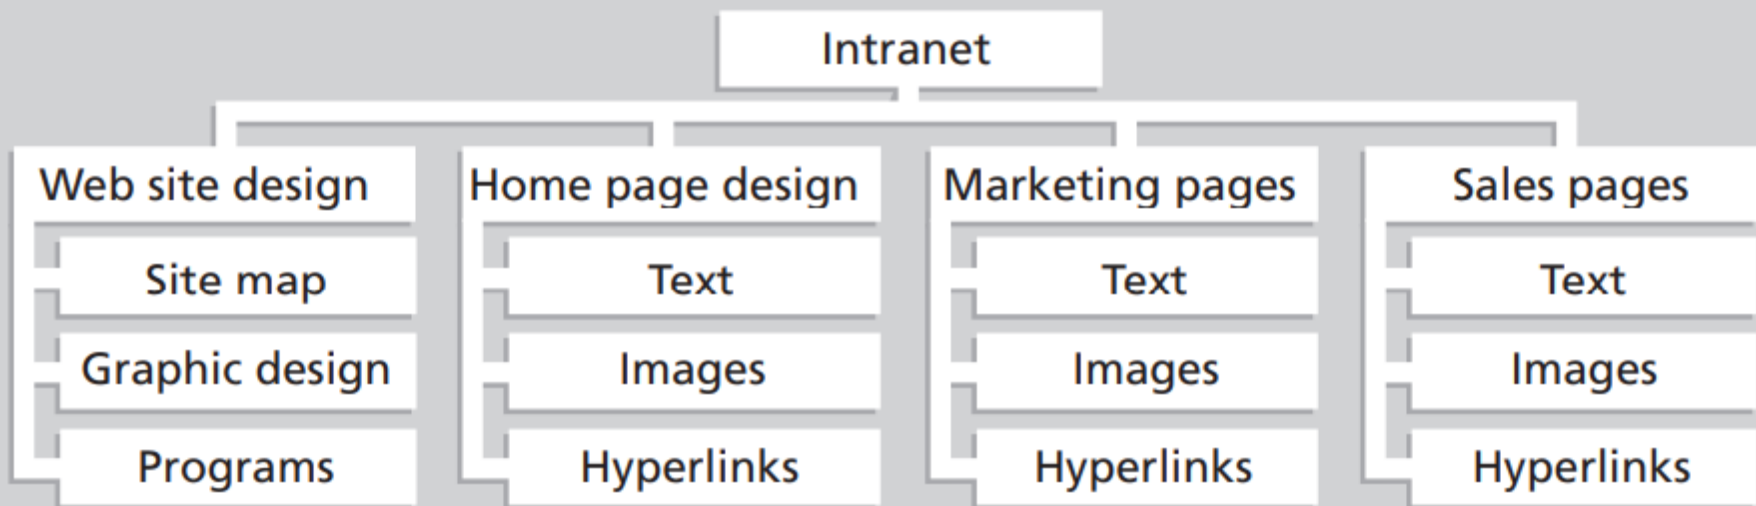 Intranet
Web site design
Home page design
Marketing pages
Sales pages
Site map
Text
Text
Text
Graphic design
Images
Images
Images
Programs
Hyperlinks
Hyperlinks
Hyperlinks